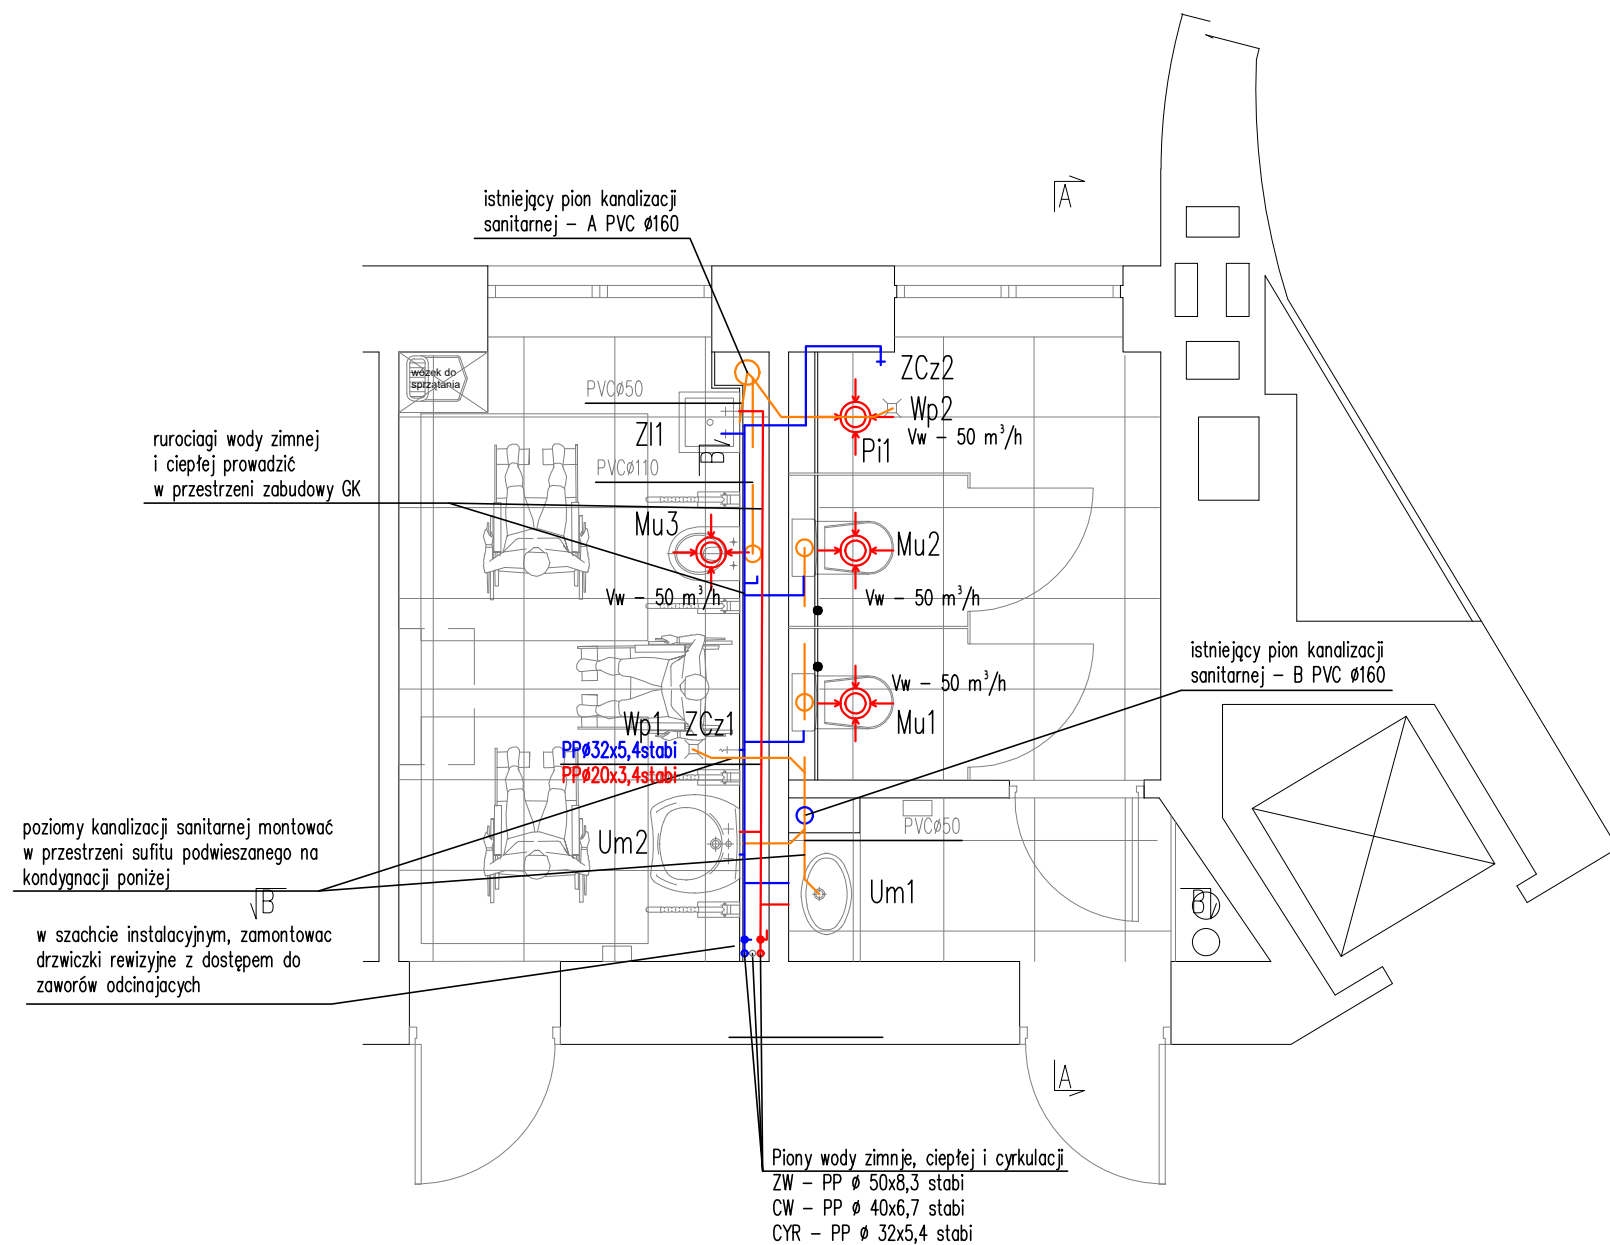 istniejący pion kanalizacji
sanitarnej – A PVC ø160
A
wózek do
sprzątania
PVCø50
ZCz2
Wp2
Vw – 50 m³/h
Zl1
B
Pi1
rurociagi wody zimnej
i ciepłej prowadzić
w przestrzeni zabudowy GK
PVCø110
Mu3
Mu2
Vw – 50 m³/h
Vw – 50 m³/h
istniejący pion kanalizacji
sanitarnej – B PVC ø160
Vw – 50 m³/h
Mu1
Wp1
ZCz1
PPø32x5,4stabi
PPø20x3,4stabi
poziomy kanalizacji sanitarnej montować
w przestrzeni sufitu podwieszanego na
kondygnacji poniżej
PVCø50
Um2
Um1
B
B
w szachcie instalacyjnym, zamontowac
drzwiczki rewizyjne z dostępem do
zaworów odcinajacych
A
Piony wody zimnje, ciepłej i cyrkulacji
ZW – PP ø 50x8,3 stabi
CW – PP ø 40x6,7 stabi
CYR – PP ø 32x5,4 stabi